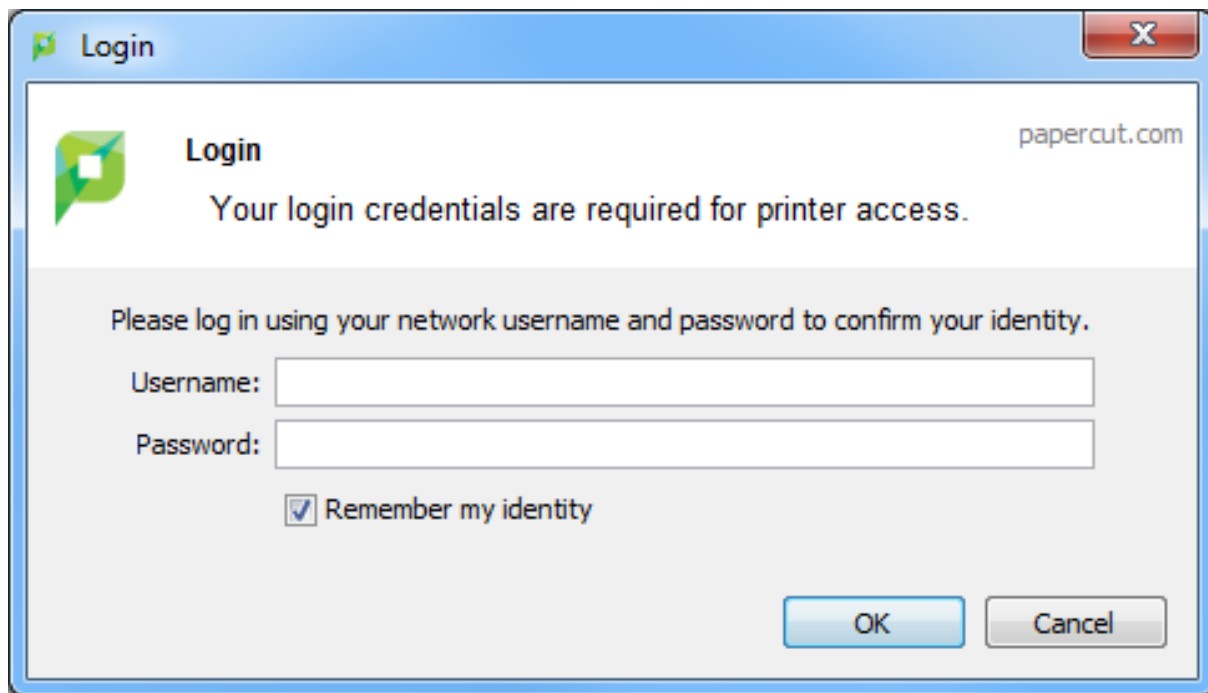 Login
papercut.com
Login
Your login credentials are required for printer access.
Please log in using your network username and password to confirm your identity.
Username:
Password:
Remember my identity
OK
Cancel